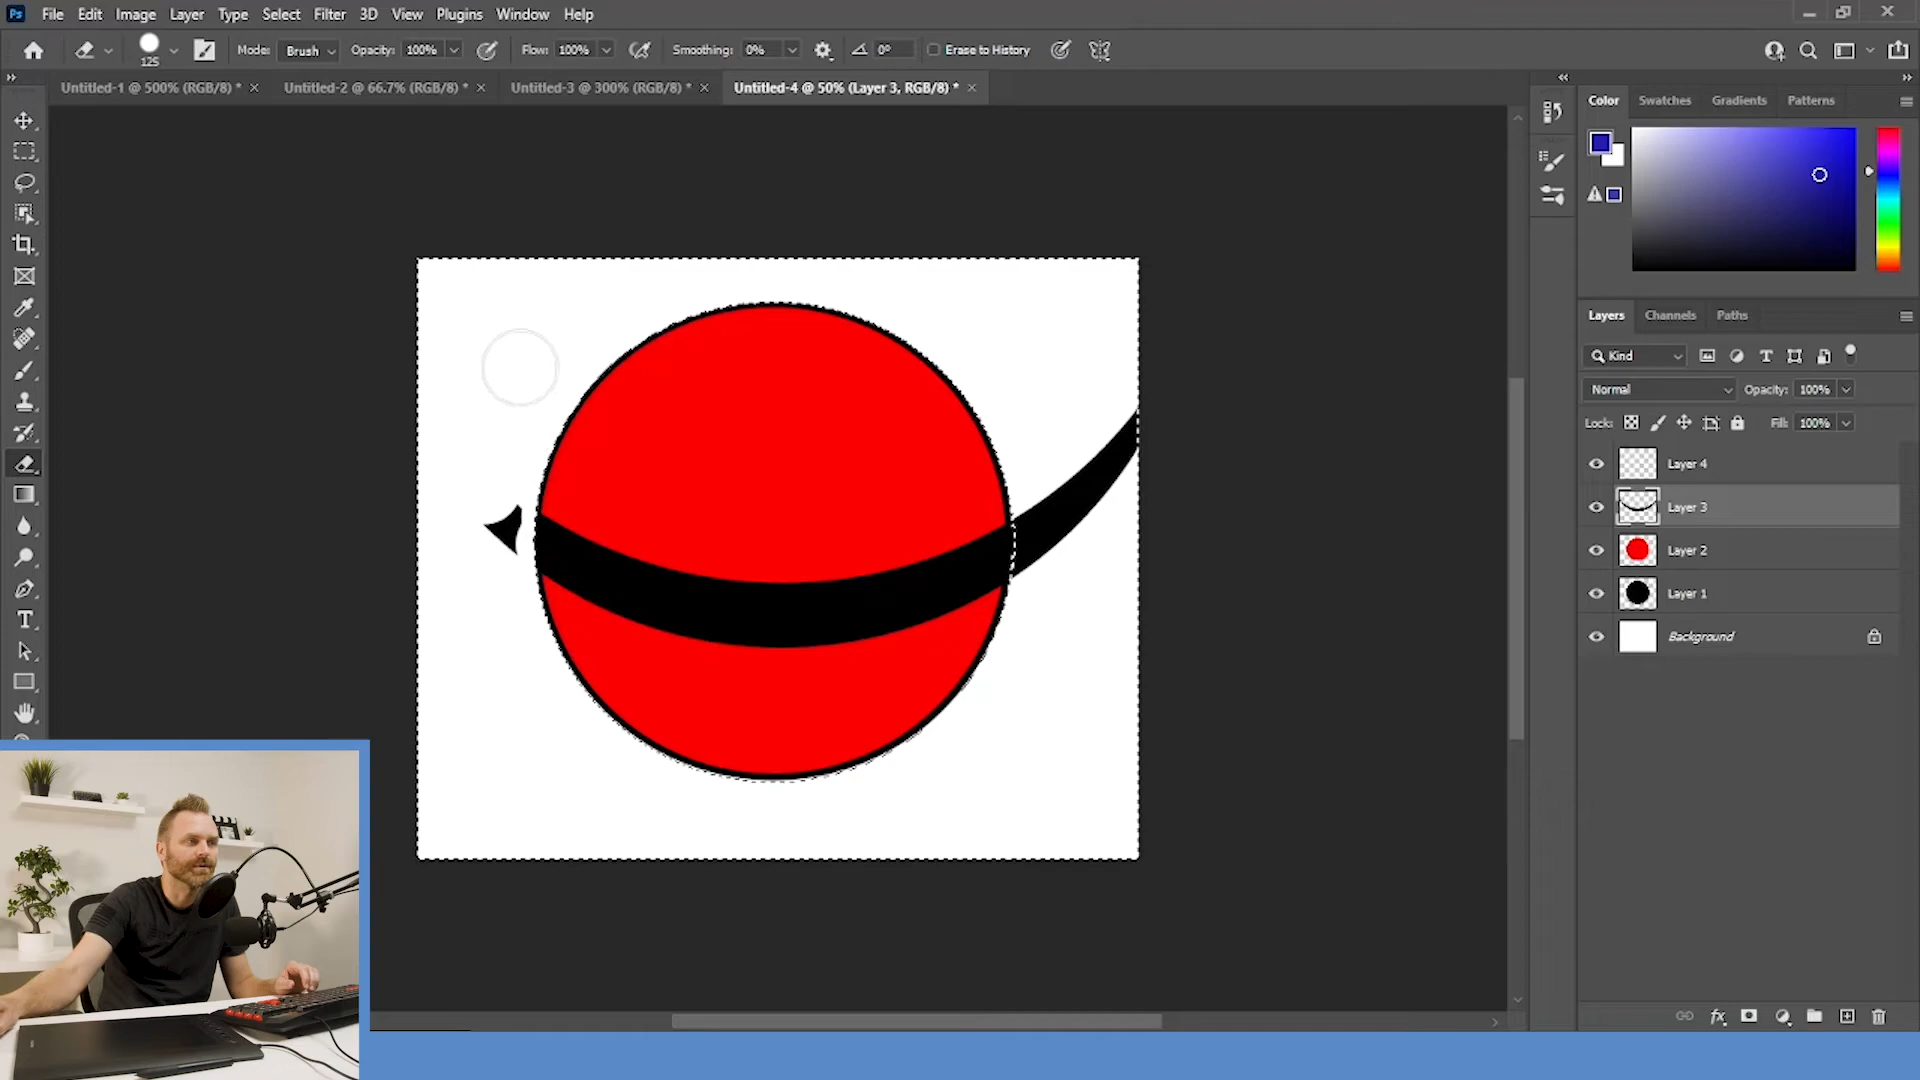 Ps File Edit Image Layer Type Select Filter 3D View Plugins Window Help
125 Mode: Brush Opacity: 100% Flow: 100% Smoothing: 0% 0° Erase to History
Untitled-1 @ 500% (RGB/8) * Untitled-2 @ 66.7% (RGB/8) * Untitled-3 @ 300% (RGB/8) * Untitled-4 @ 50% (Layer 3, RGB/8) *
Color Swatches Gradients Patterns
Layers Channels Paths
Kind
Normal Opacity: 100%
Lock: Fill: 100%
Layer 4
Layer 3
Layer 2
Layer 1
Background
fx